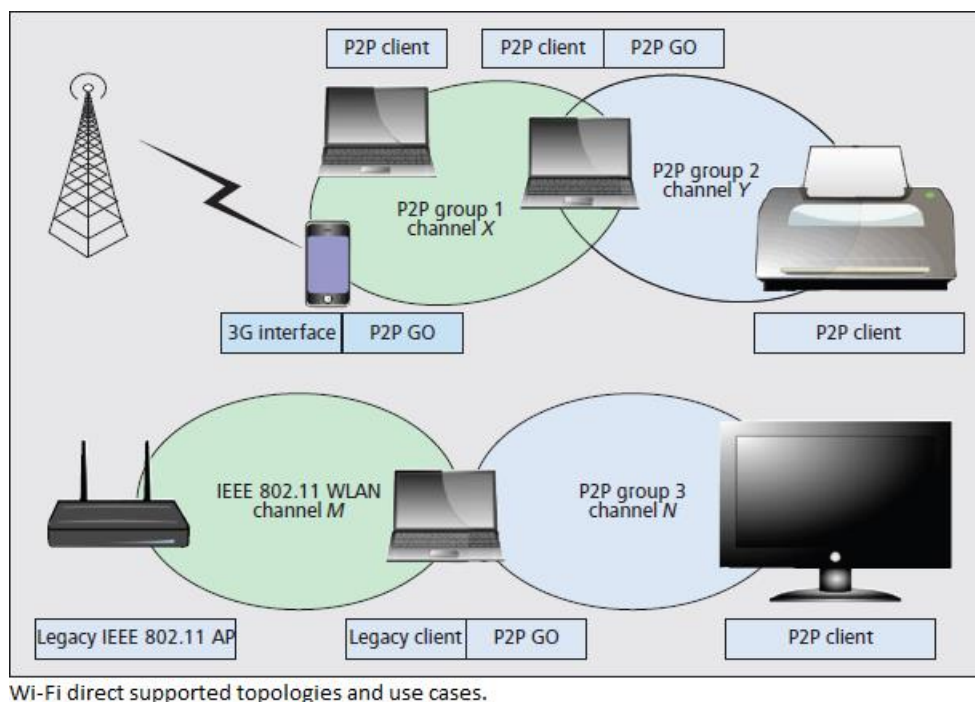 P2P client
P2P client
P2P GO
P2P group 2
channel Y
P2P group 1
channel X
3G interface
P2P GO
P2P client
IEEE 802.11 WLAN
channel M
P2P group 3
channel N
Legacy IEEE 802.11 AP
Legacy client
P2P GO
P2P client
Wi-Fi direct supported topologies and use cases.